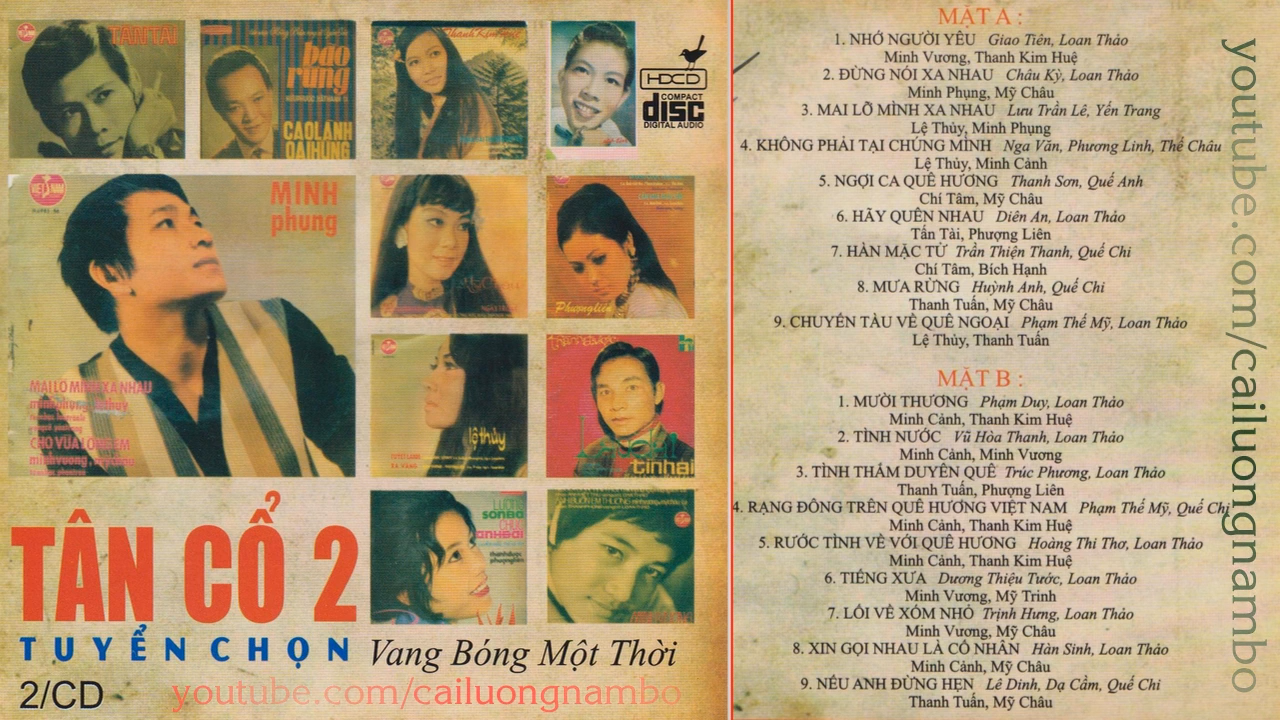 TẤN TÀI
bao
rừng
CAO LÃNH
ĐẠI HÙNG
Thanh Kim Huệ
HDCD
COMPACT
disc
DIGITAL AUDIO
VIỆT NAM
MINH
phụng
MAI LỠ MÌNH XA NHAU
CHO VỪA LÒNG EM
minh vương, mỹ châu
Phượng liên
lệ thủy
TÂN CỔ 2
TUYỂN CHỌN
Vang Bóng Một Thời
2/CD
youtube.com/cailuongnambo
MẶT A :
1. NHỚ NGƯỜI YÊU Giao Tiên, Loan Thảo
Minh Vương, Thanh Kim Huệ
2. ĐỪNG NÓI XA NHAU Châu Kỳ, Loan Thảo
Minh Phụng, Mỹ Châu
3. MAI LỠ MÌNH XA NHAU Lưu Trần Lê, Yến Trang
Lệ Thủy, Minh Phụng
4. KHÔNG PHẢI TẠI CHÚNG MÌNH Nga Văn, Phương Linh, Thế Châu
Lệ Thủy, Minh Cảnh
5. NGỢI CA QUÊ HƯƠNG Thanh Sơn, Quế Anh
Chí Tâm, Mỹ Châu
6. HÃY QUÊN NHAU Diên An, Loan Thảo
Tấn Tài, Phượng Liên
7. HÀN MẶC TỬ Trần Thiện Thanh, Quế Chi
Chí Tâm, Bích Hạnh
8. MƯA RỪNG Huỳnh Anh, Quế Chi
Thanh Tuấn, Mỹ Châu
9. CHUYẾN TÀU VỀ QUÊ NGOẠI Phạm Thế Mỹ, Loan Thảo
Lệ Thủy, Thanh Tuấn
MẶT B :
1. MƯỜI THƯƠNG Phạm Duy, Loan Thảo
Minh Cảnh, Thanh Kim Huệ
2. TÌNH NƯỚC Vũ Hòa Thanh, Loan Thảo
Minh Cảnh, Minh Vương
3. TÌNH THẮM DUYÊN QUÊ Trúc Phương, Loan Thảo
Thanh Tuấn, Phượng Liên
4. RẠNG ĐÔNG TRÊN QUÊ HƯƠNG VIỆT NAM Phạm Thế Mỹ, Quế Chi
Minh Cảnh, Thanh Kim Huệ
5. RƯỚC TÌNH VỀ VỚI QUÊ HƯƠNG Hoàng Thi Thơ, Loan Thảo
Minh Cảnh, Thanh Kim Huệ
6. TIẾNG XƯA Dương Thiệu Tước, Loan Thảo
Minh Vương, Mỹ Trinh
7. LỐI VỀ XÓM NHỎ Trịnh Hưng, Loan Thảo
Minh Vương, Mỹ Châu
8. XIN GỌI NHAU LÀ CỐ NHÂN Hàn Sinh, Loan Thảo
Minh Cảnh, Mỹ Châu
9. NẾU ANH ĐỪNG HẸN Lê Dinh, Dạ Cầm, Quế Chi
Thanh Tuấn, Mỹ Châu
youtube.com/cailuongnambo